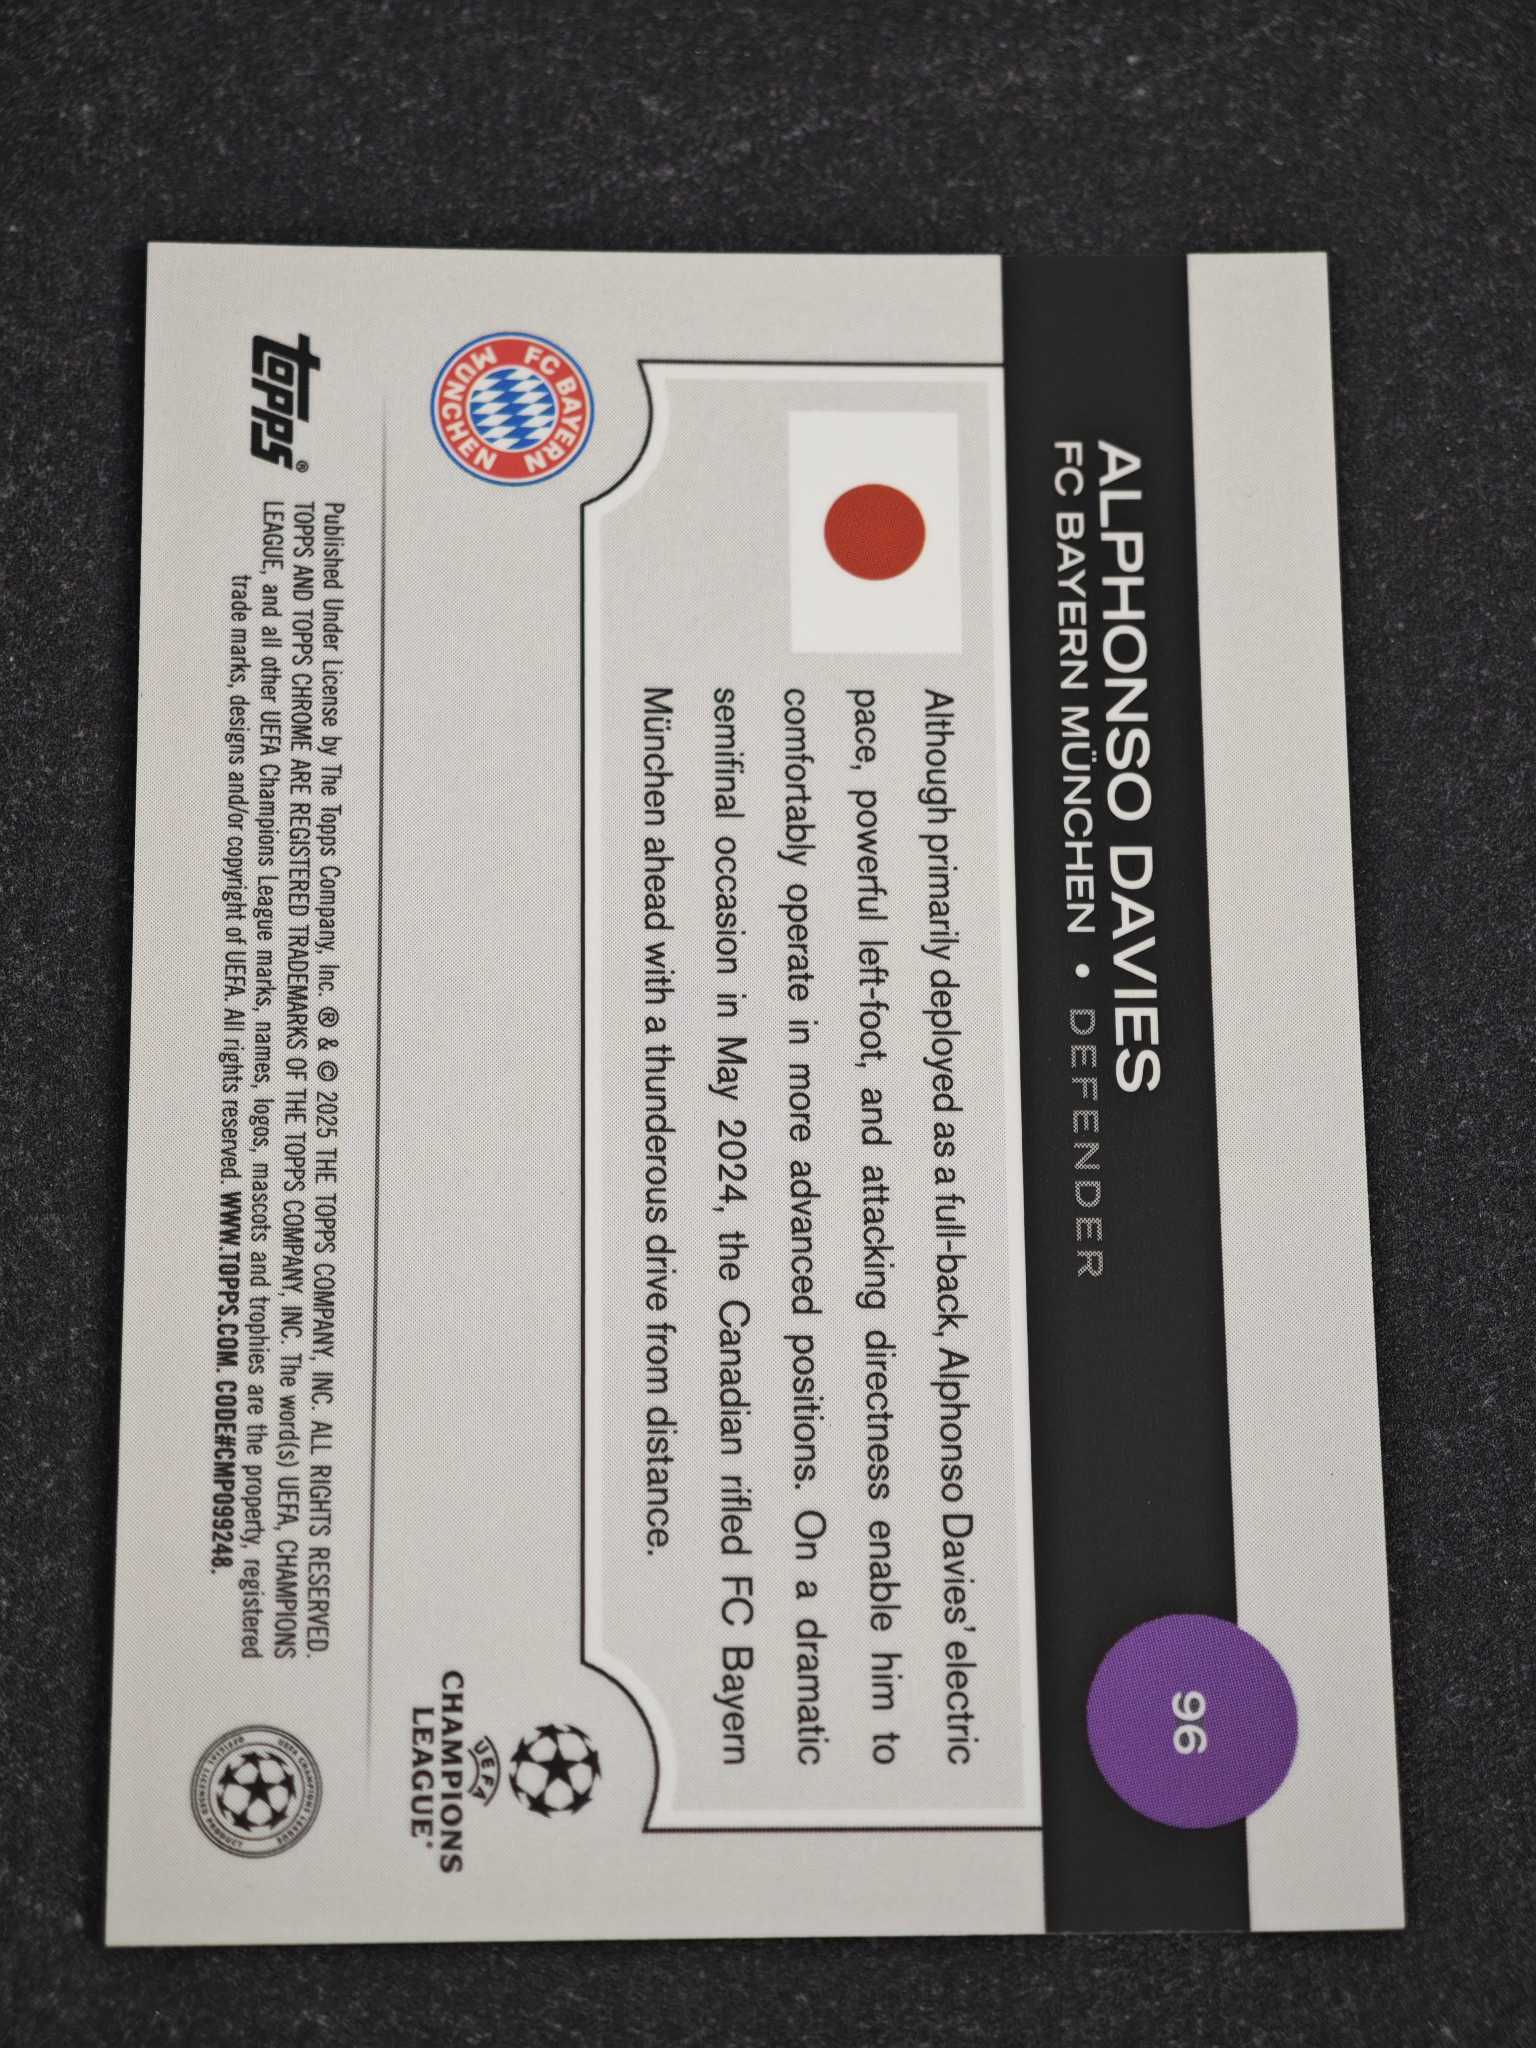 96
ALPHONSO DAVIES
FC BAYERN MÜNCHEN • DEFENDER
Although primarily deployed as a full-back, Alphonso Davies' electric
pace, powerful left-foot, and attacking directness enable him to
comfortably operate in more advanced positions. On a dramatic
semifinal occasion in May 2024, the Canadian rifled FC Bayern
München ahead with a thunderous drive from distance.
FC BAYERN
MÜNCHEN
UEFA
CHAMPIONS
LEAGUE®
topps®
Published Under License by The Topps Company, Inc. ® & © 2025 THE TOPPS COMPANY, INC. ALL RIGHTS RESERVED.
TOPPS AND TOPPS CHROME ARE REGISTERED TRADEMARKS OF THE TOPPS COMPANY, INC. The word(s) UEFA, CHAMPIONS
LEAGUE, and all other UEFA Champions League marks, names, logos, mascots and trophies are the property, registered
trade marks, designs and/or copyright of UEFA. All rights reserved. WWW.TOPPS.COM. CODE#CMP099248.
UEFA CHAMPIONS LEAGUE
OFFICIAL LICENSED PRODUCT